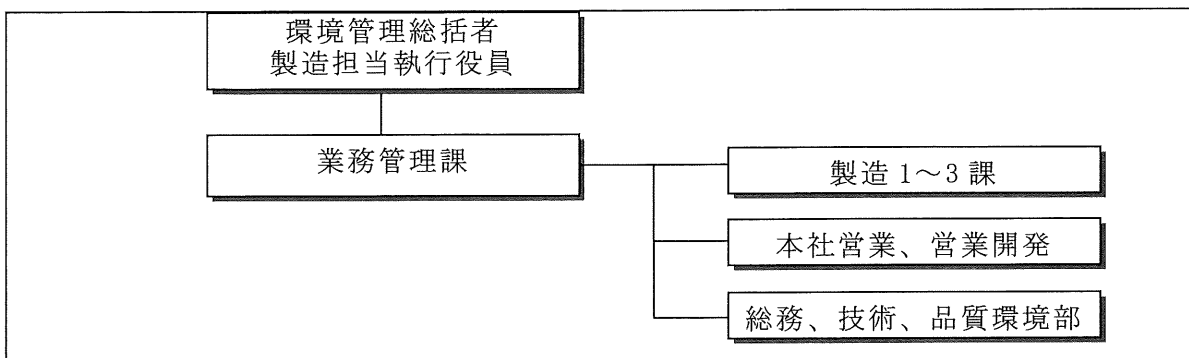 環境管理総括者
製造担当執行役員
業務管理課
製造1～3課
本社営業、営業開発
総務、技術、品質環境部